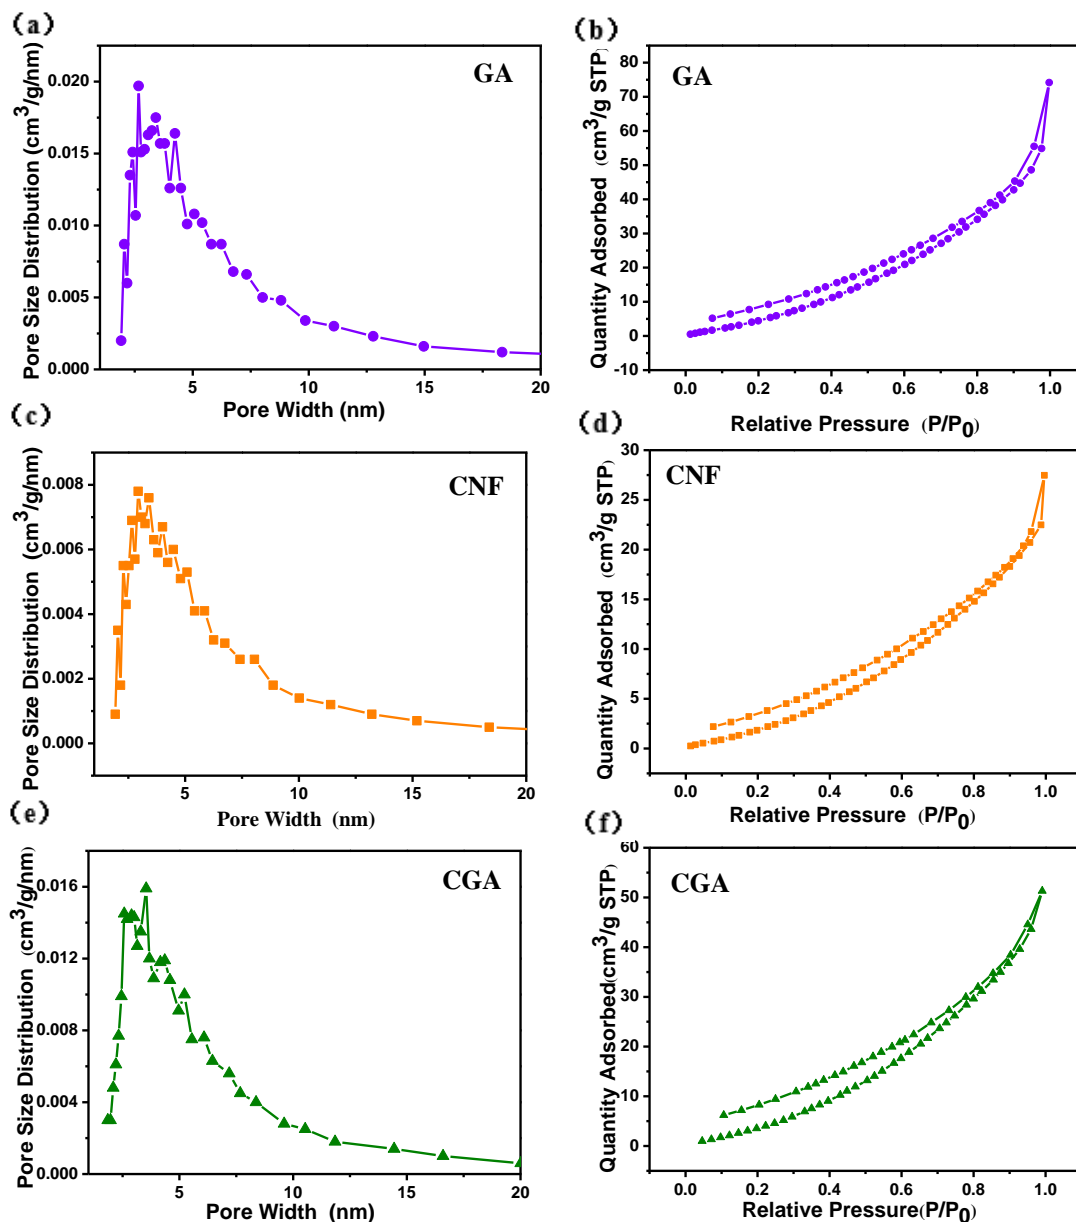 (a)
GA
Pore Size Distribution (cm³/g/nm)
0.020
0.015
0.010
0.005
0.000
5
10
15
20
Pore Width (nm)
(b)
GA
Quantity Adsorbed (cm³/g STP)
80
70
60
50
40
30
20
10
0
-10
0.0
0.2
0.4
0.6
0.8
1.0
Relative Pressure (P/P₀)
(c)
CNF
Pore Size Distribution (cm³/g/nm)
0.008
0.006
0.004
0.002
0.000
5
10
15
20
Pore Width (nm)
(d)
CNF
Quantity Adsorbed (cm³/g STP)
30
25
20
15
10
5
0
0.0
0.2
0.4
0.6
0.8
1.0
Relative Pressure (P/P₀)
(e)
CGA
Pore Size Distribution (cm³/g/nm)
0.016
0.012
0.008
0.004
0.000
5
10
15
20
Pore Width (nm)
(f)
CGA
Quantity Adsorbed(cm³/g STP)
60
50
40
30
20
10
0
0.0
0.2
0.4
0.6
0.8
1.0
Relative Pressure(P/P₀)